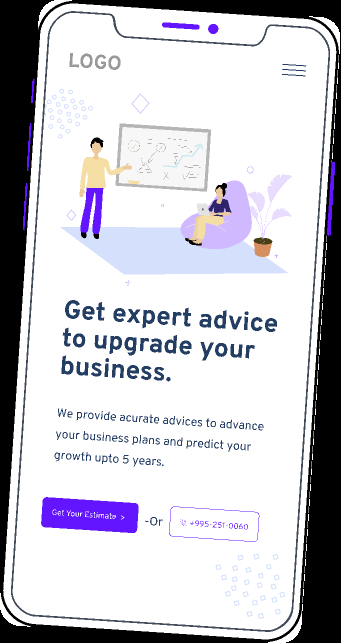 LOGO
Get expert advice
to upgrade your
business.
We provide acurate advices to advance
your business plans and predict your
growth upto 5 years.
Get Your Estimate >
-Or
+995-251-0060